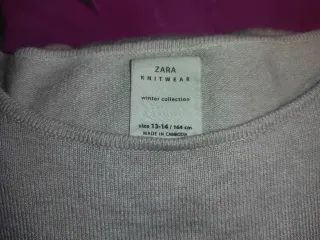 ZARA
KNITWEAR
winter collection
size 13-14 / 164 cm
MADE IN CAMBODIA